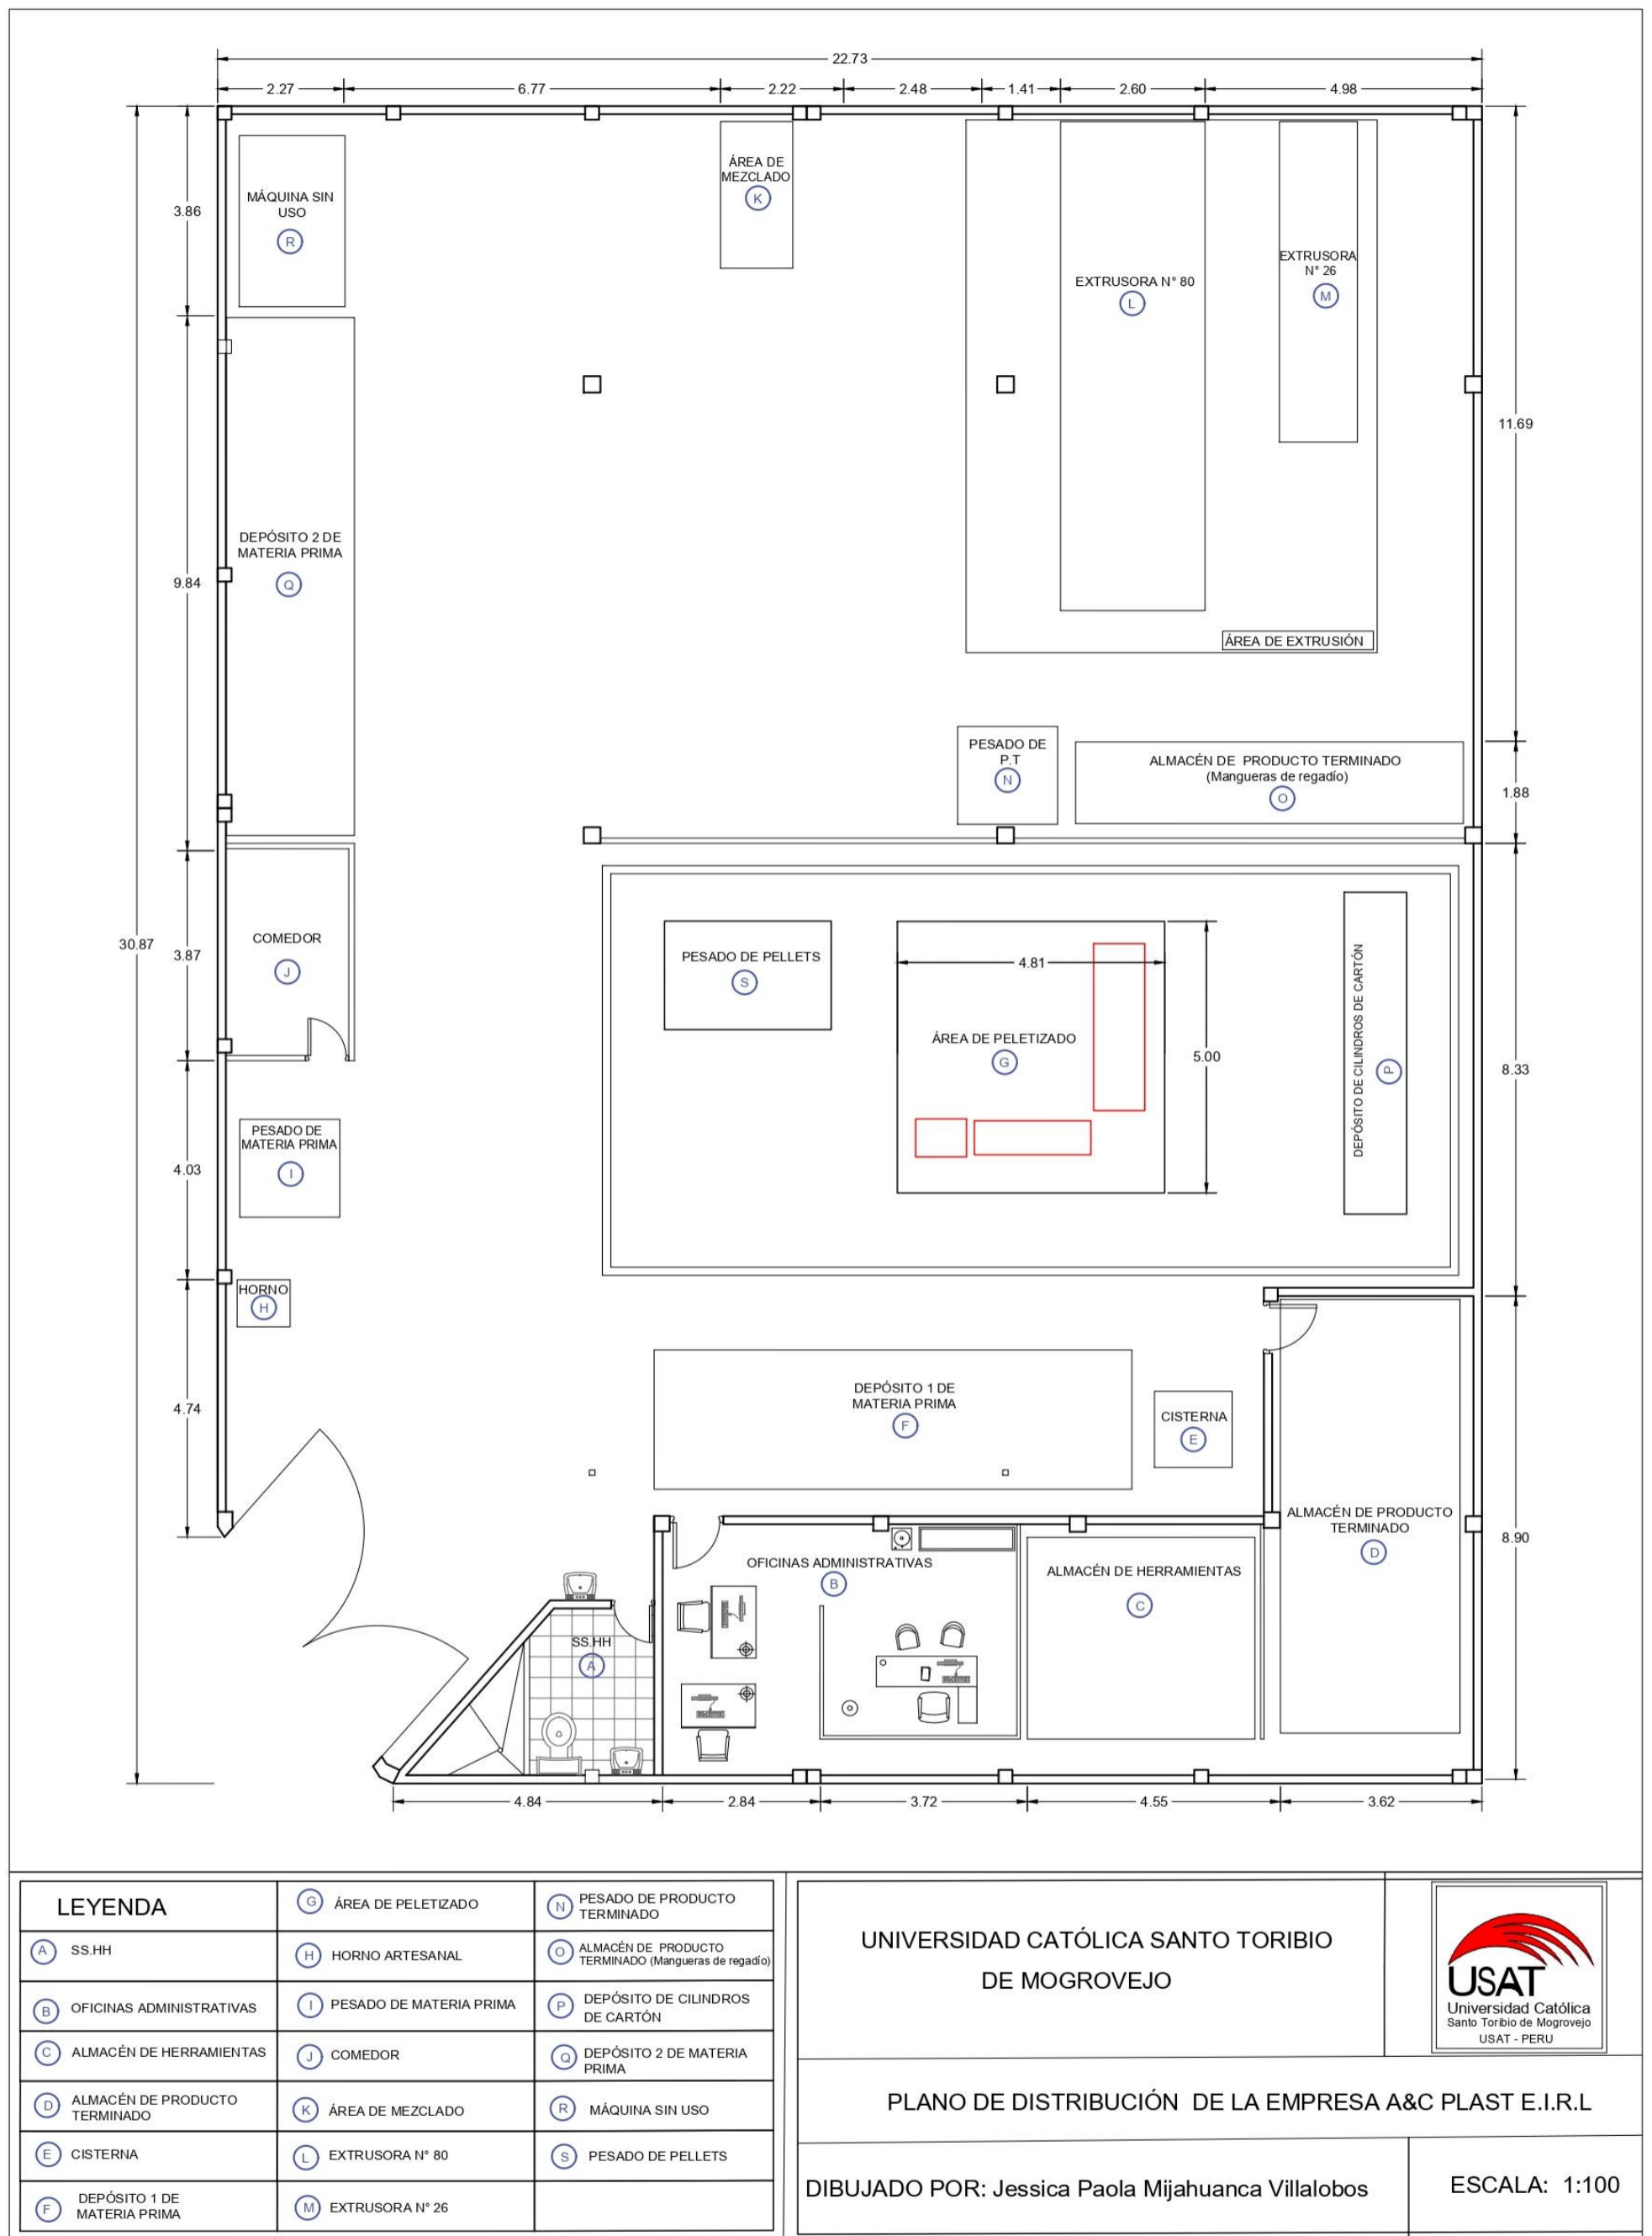 22.73
2.27
6.77
2.22
2.48
1.41
2.60
4.98
3.86
MÁQUINA SIN
USO
R
ÁREA DE
MEZCLADO
K
EXTRUSORA N° 80
L
EXTRUSORA
N° 26
M
11.69
9.84
DEPÓSITO 2 DE
MATERIA PRIMA
Q
ÁREA DE EXTRUSIÓN
PESADO DE
P.T
N
ALMACÉN DE PRODUCTO TERMINADO
(Mangueras de regadío)
O
1.88
30.87
3.87
COMEDOR
J
PESADO DE PELLETS
S
4.81
ÁREA DE PELETIZADO
G
5.00
DEPÓSITO DE CILINDROS DE CARTÓN
P
8.33
4.03
PESADO DE
MATERIA PRIMA
I
HORNO
H
4.74
DEPÓSITO 1 DE
MATERIA PRIMA
F
CISTERNA
E
ALMACÉN DE PRODUCTO
TERMINADO
D
8.90
OFICINAS ADMINISTRATIVAS
B
ALMACÉN DE HERRAMIENTAS
C
SS.HH
A
4.84
2.84
3.72
4.55
3.62
LEYENDA
A SS.HH
B OFICINAS ADMINISTRATIVAS
C ALMACÉN DE HERRAMIENTAS
D ALMACÉN DE PRODUCTO
TERMINADO
E CISTERNA
F DEPÓSITO 1 DE
MATERIA PRIMA
G ÁREA DE PELETIZADO
H HORNO ARTESANAL
I PESADO DE MATERIA PRIMA
J COMEDOR
K ÁREA DE MEZCLADO
L EXTRUSORA N° 80
M EXTRUSORA N° 26
N PESADO DE PRODUCTO
TERMINADO
O ALMACÉN DE PRODUCTO
TERMINADO (Mangueras de regadío)
P DEPÓSITO DE CILINDROS
DE CARTÓN
Q DEPÓSITO 2 DE MATERIA
PRIMA
R MÁQUINA SIN USO
S PESADO DE PELLETS
UNIVERSIDAD CATÓLICA SANTO TORIBIO
DE MOGROVEJO
USAT
Universidad Católica
Santo Toribio de Mogrovejo
USAT - PERU
PLANO DE DISTRIBUCIÓN DE LA EMPRESA A&C PLAST E.I.R.L
DIBUJADO POR: Jessica Paola Mijahuanca Villalobos
ESCALA: 1:100